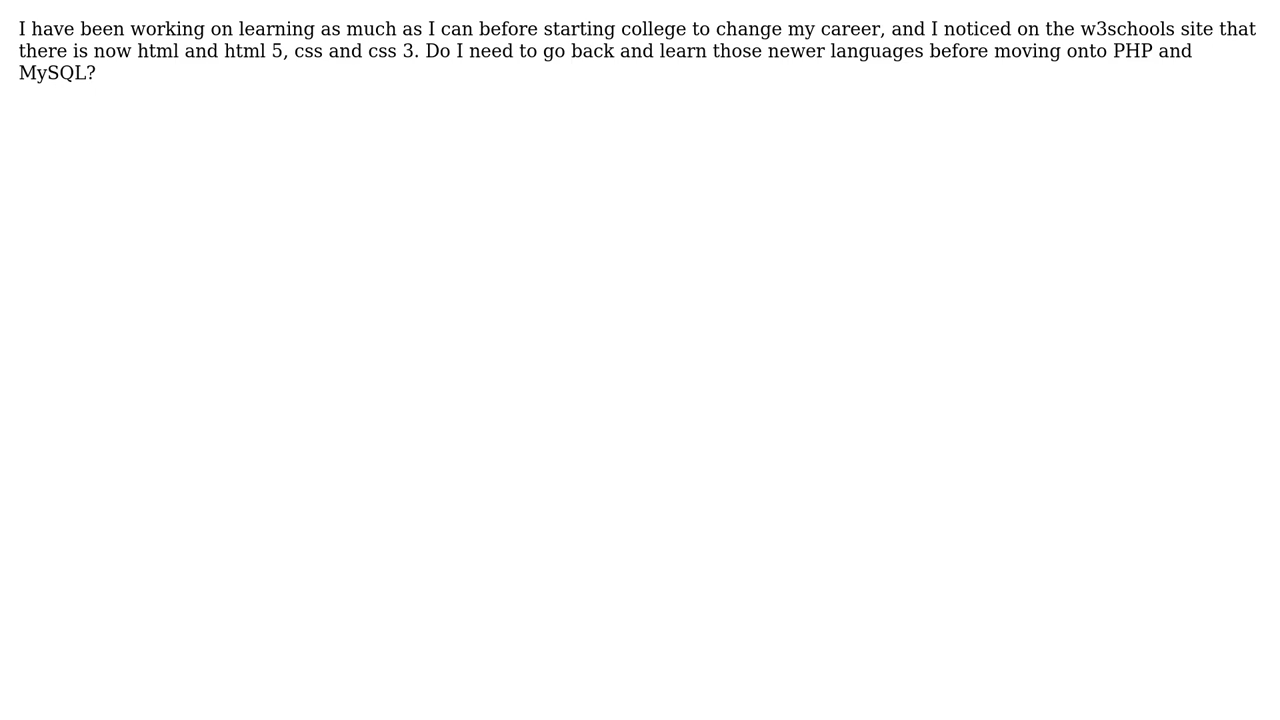 I have been working on learning as much as I can before starting college to change my career, and I noticed on the w3schools site that
there is now html and html 5, css and css 3. Do I need to go back and learn those newer languages before moving onto PHP and
MySQL?